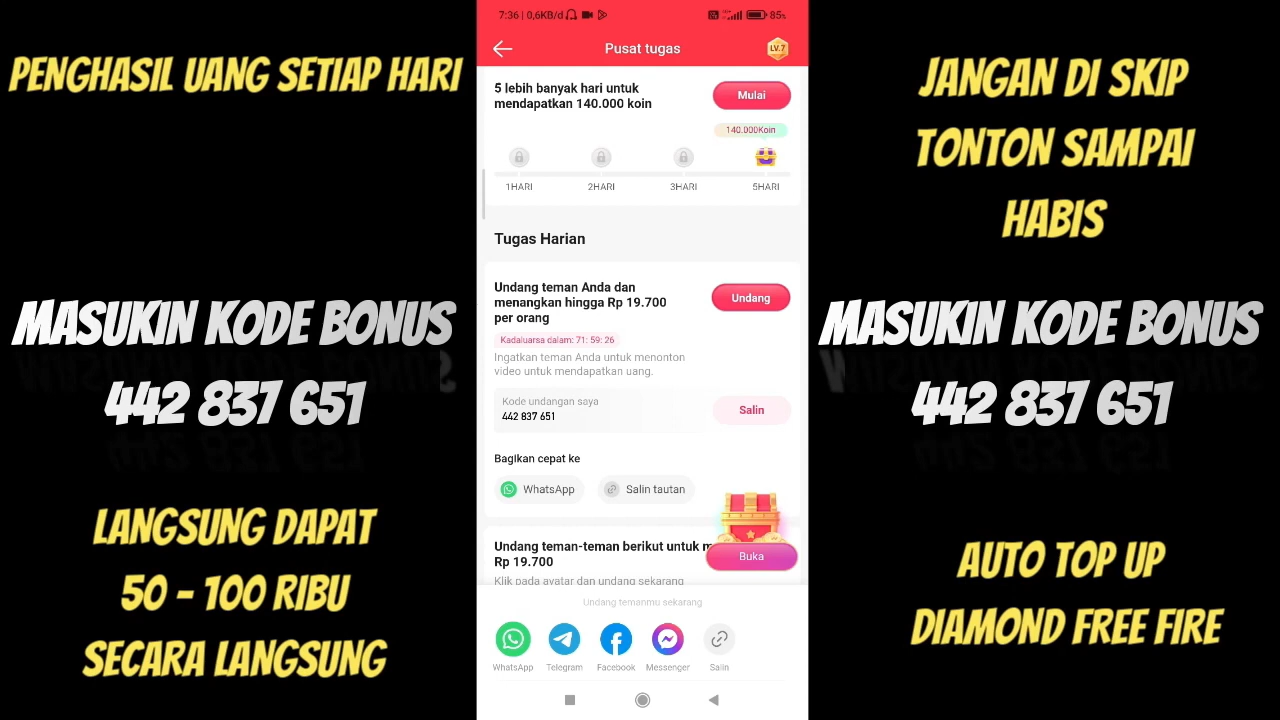 PENGHASIL UANG SETIAP HARI
MASUKIN KODE BONUS
442 837 651
LANGSUNG DAPAT
50 - 100 RIBU
SECARA LANGSUNG
7:36 | 0,6KB/d
85%
Pusat tugas
LV.7
5 lebih banyak hari untuk
mendapatkan 140.000 koin
Mulai
140.000Koin
1HARI
2HARI
3HARI
5HARI
Tugas Harian
Undang teman Anda dan
menangkan hingga Rp 19.700
per orang
Undang
Kadaluarsa dalam: 71: 59: 26
Ingatkan teman Anda untuk menonton
video untuk mendapatkan uang.
Kode undangan saya
442 837 651
Salin
Bagikan cepat ke
WhatsApp
Salin tautan
Undang teman-teman berikut untuk m
Rp 19.700
Buka
Klik pada avatar dan undang sekarang
Undang temanmu sekarang
WhatsApp
Telegram
Facebook
Messenger
Salin
JANGAN DI SKIP
TONTON SAMPAI
HABIS
MASUKIN KODE BONUS
442 837 651
AUTO TOP UP
DIAMOND FREE FIRE